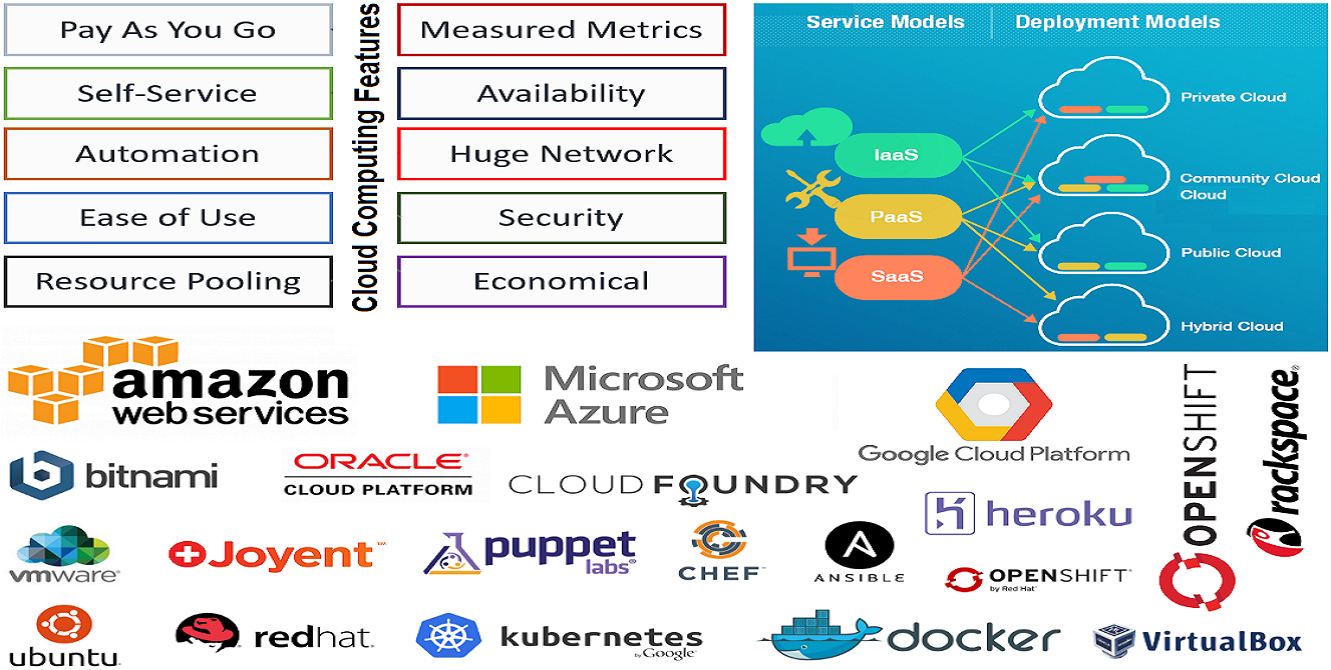 Pay As You Go
Self-Service
Automation
Ease of Use
Resource Pooling
Cloud Computing Features
Measured Metrics
Availability
Huge Network
Security
Economical
Service Models
Deployment Models
IaaS
PaaS
SaaS
Private Cloud
Community Cloud
Cloud
Public Cloud
Hybrid Cloud
amazon
web services
Microsoft
Azure
Google Cloud Platform
OPENSHIFT
rackspace®
bitnami
ORACLE®
CLOUD PLATFORM
CLOUD FOUNDRY
heroku
vmware®
Joyent™
puppet
labs®
CHEF™
ANSIBLE
OPENSHIFT®
by Red Hat®
ubuntu®
redhat.
kubernetes
by Google
docker
VirtualBox